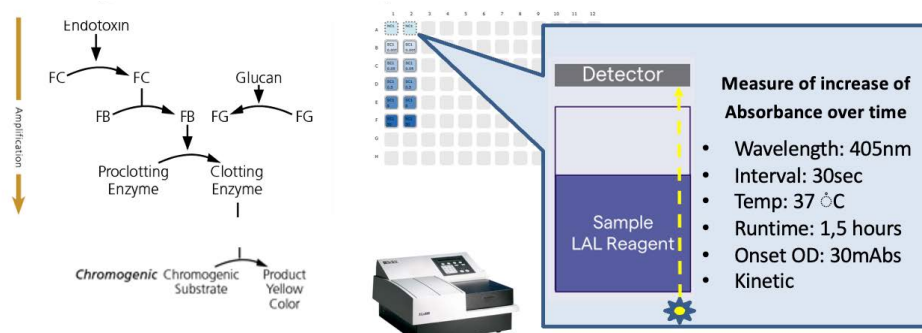 Endotoxin
FC
FC
Glucan
FB
FB
FG
FG
Amplification
Proclotting
Enzyme
Clotting
Enzyme
Chromogenic
Chromogenic
Substrate
Product
Yellow
Color
1 2 3 4 5 6 7 8 9 10 11 12
A
B
C
D
E
F
G
H
Detector
Sample
LAL Reagent
Measure of increase of
Absorbance over time
• Wavelength: 405nm
• Interval: 30sec
• Temp: 37 °C
• Runtime: 1,5 hours
• Onset OD: 30mAbs
• Kinetic